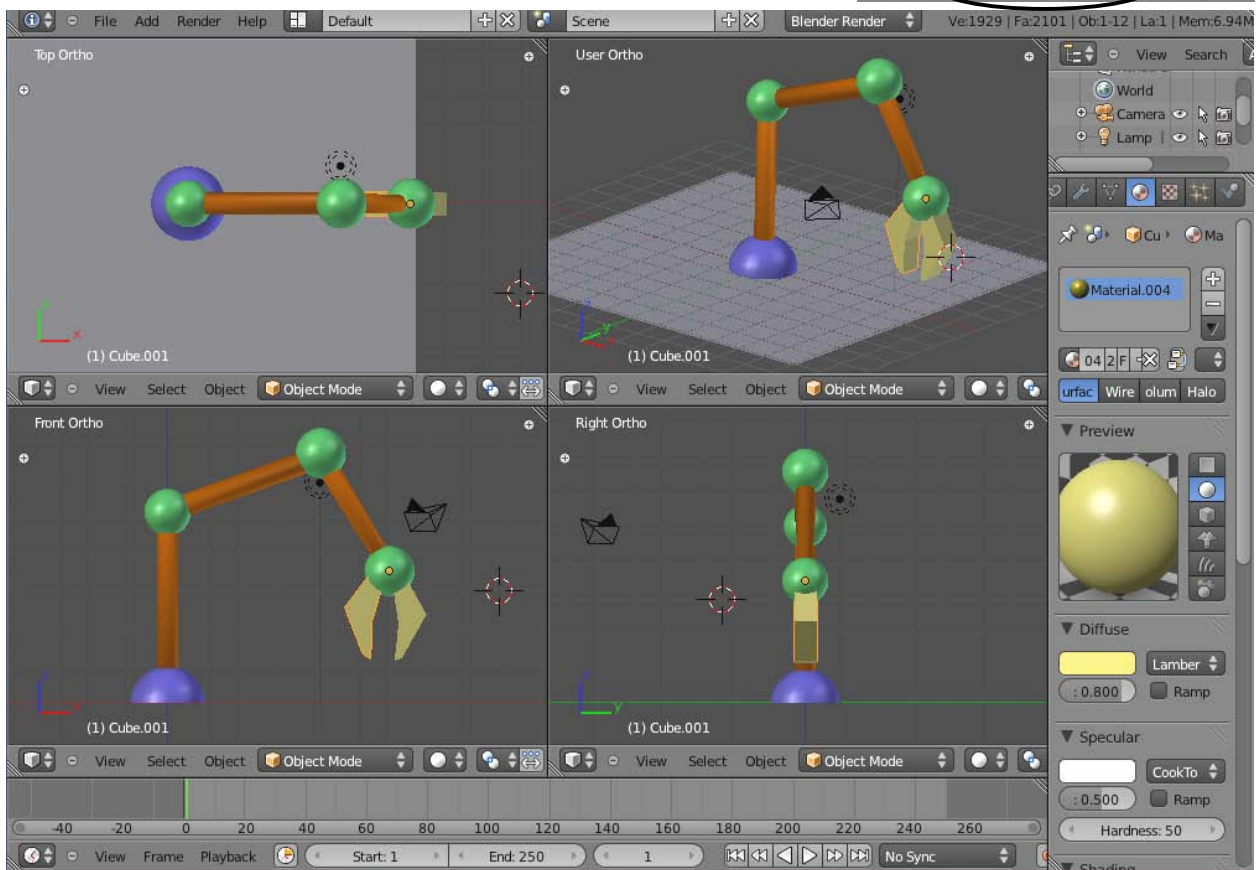 File Add Render Help Default Scene Blender Render Ve:1929 | Fa:2101 | Ob:1-12 | La:1 | Mem:6.94M
Top Ortho
User Ortho
View Search
World
Camera
Lamp
Cu Ma
Material.004
04 2 F
urfac Wire olum Halo
(1) Cube.001
(1) Cube.001
View Select Object Object Mode
View Select Object Object Mode
Front Ortho
Right Ortho
Preview
Diffuse
Lamber
: 0.800 Ramp
Specular
CookTo
: 0.500 Ramp
Hardness: 50
Shading
(1) Cube.001
(1) Cube.001
View Select Object Object Mode
View Select Object Object Mode
-40 -20 0 20 40 60 80 100 120 140 160 180 200 220 240 260
View Frame Playback Start: 1 End: 250 1 No Sync